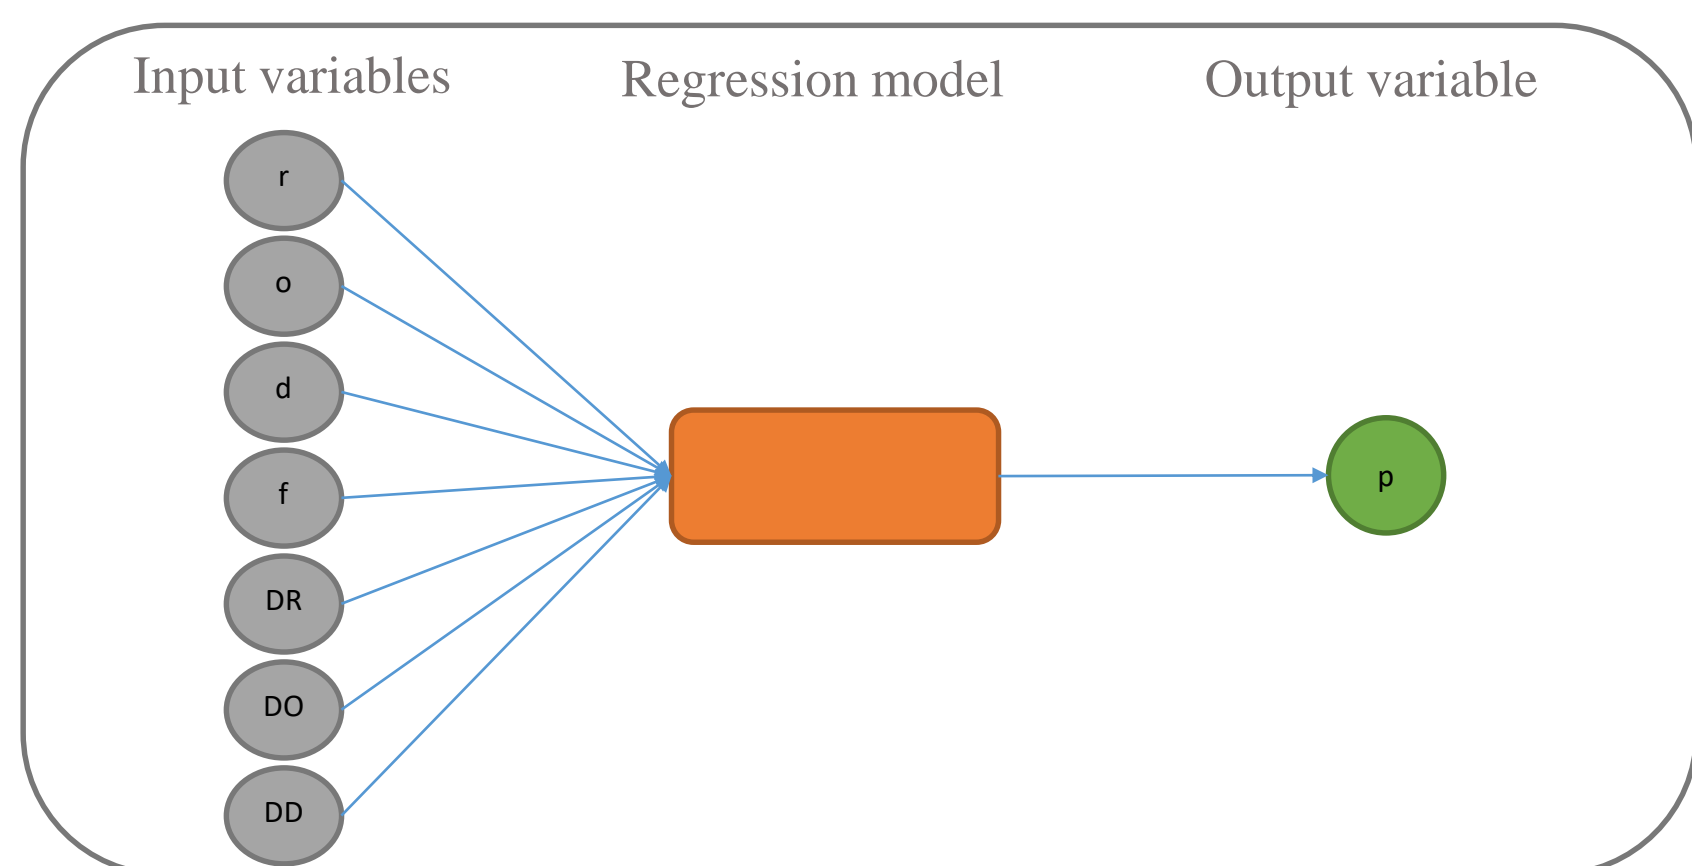 Input variables
Regression model
Output variable
r
o
d
f
DR
DO
DD
p